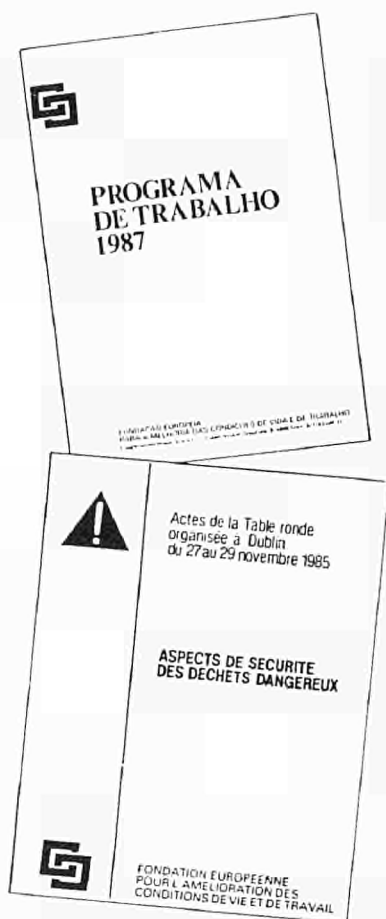 PROGRAMA
DE TRABALHO
1987
FUNDAÇÃO EUROPEIA
PARA A MELHORIA DAS CONDIÇÕES DE VIDA E DE TRABALHO
Actes de la Table ronde
organisée à Dublin
du 27 au 29 novembre 1985
ASPECTS DE SECURITE
DES DECHETS DANGEREUX
FONDATION EUROPEENNE
POUR L'AMELIORATION DES
CONDITIONS DE VIE ET DE TRAVAIL